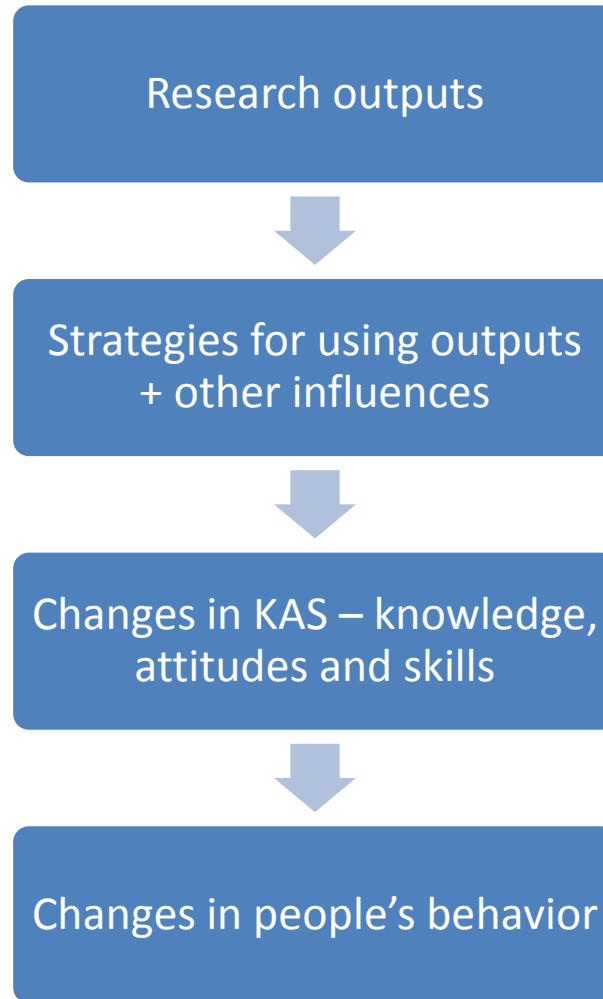 Research outputs
Strategies for using outputs
+ other influences
Changes in KAS – knowledge,
attitudes and skills
Changes in people’s behavior